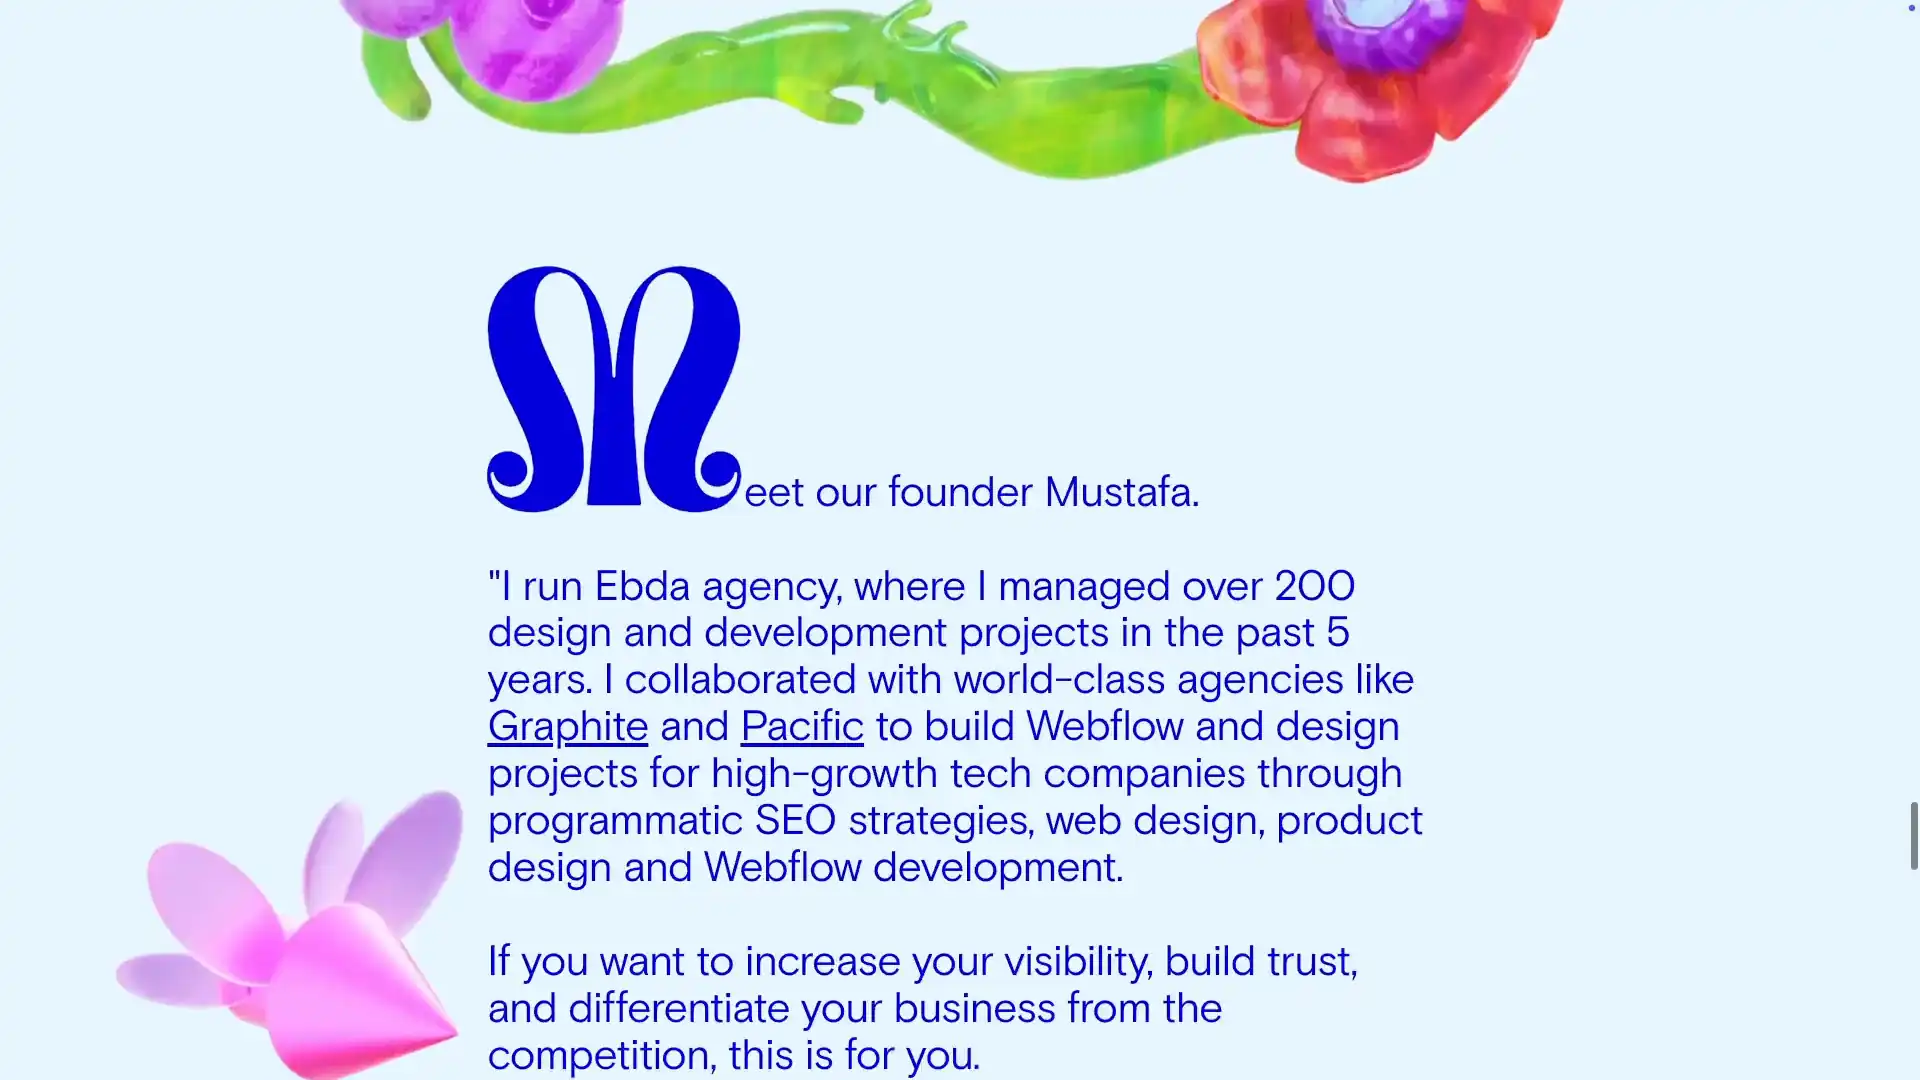 Meet our founder Mustafa.
"I run Ebda agency, where I managed over 200
design and development projects in the past 5
years. I collaborated with world-class agencies like
Graphite and Pacific to build Webflow and design
projects for high-growth tech companies through
programmatic SEO strategies, web design, product
design and Webflow development.
If you want to increase your visibility, build trust,
and differentiate your business from the
competition, this is for you.